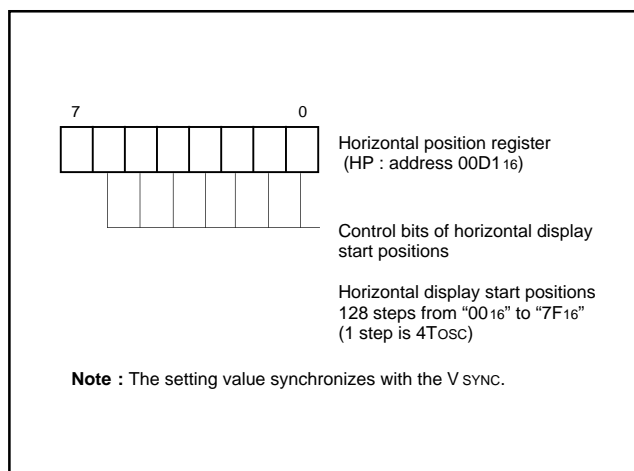 7 0
Horizontal position register
(HP : address 00D116)
Control bits of horizontal display
start positions
Horizontal display start positions
128 steps from “0016” to “7F16”
(1 step is 4TOSC)
Note : The setting value synchronizes with the V SYNC.